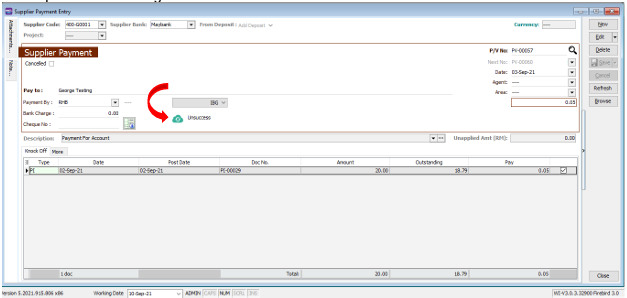 Supplier Payment Entry
Supplier Code: 400-G0001 Supplier Bank: Maybank From Deposit: Add Deposit Currency: ----
Project: ----
Attachments...
Note...
Supplier Payment
Cancelled
P/V No: PV-00057
Next No: PV-00060
Date: 03-Sep-21
Agent: ----
Area: ----
0.05
Pay to: George Testing
Payment By: RHB ---- IBG
Bank Charge: 0.00
Unsuccess
Cheque No:
Description: Payment For Account Unapplied Amt (RM): 0.00
Knock Off More
Type Date Post Date Doc No. Amount Outstanding Pay
PI 02-Sep-21 02-Sep-21 PI-00029 20.00 18.79 0.05
1 doc Total 20.00 18.79 0.05
New
Edit
Delete
Save
Cancel
Refresh
Browse
Close
Version 5.2021.915.806 x86 Working Date 10-Sep-21 ADMIN CAPS NUM SCRL INS WI-V3.0.3.32900 Firebird 3.0